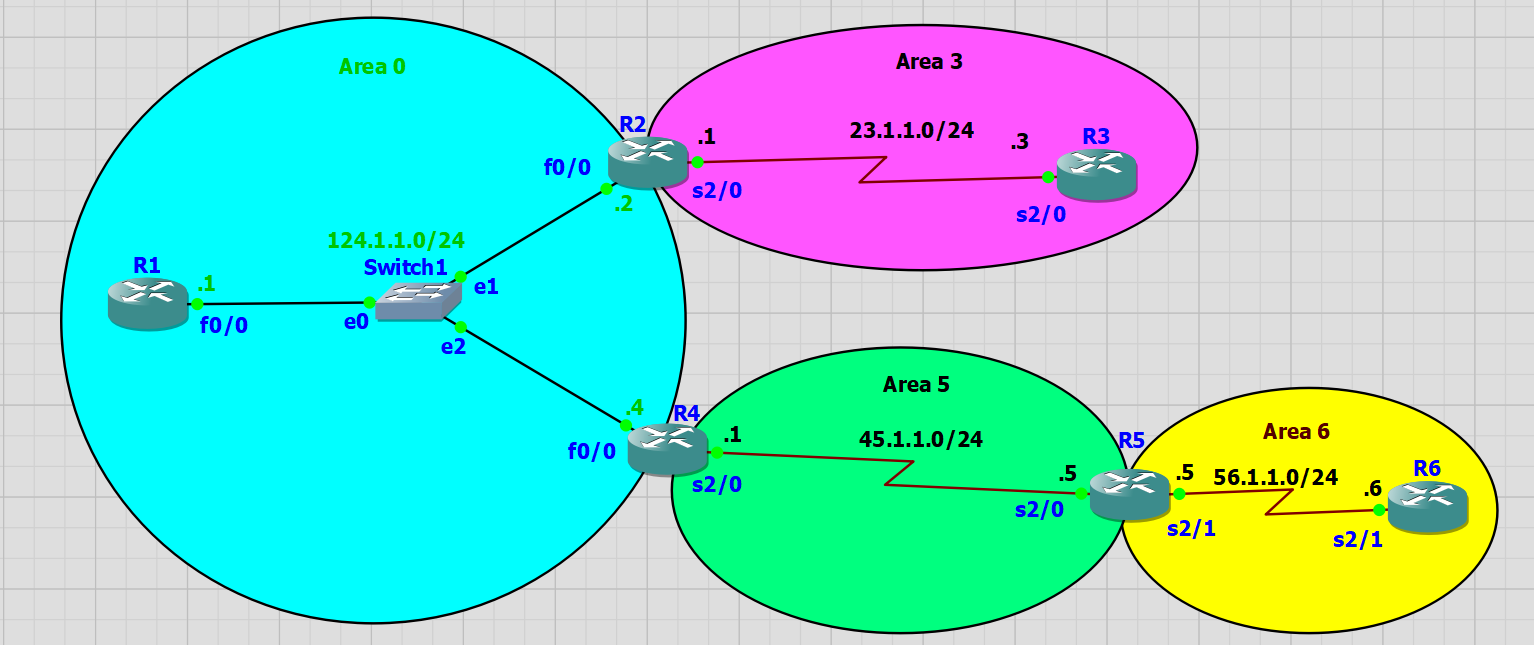 Area 0
Area 3
R2
.1
23.1.1.0/24
.3
R3
f0/0
s2/0
.2
s2/0
124.1.1.0/24
R1
Switch1
.1
e1
f0/0
e0
e2
Area 5
.4
R4
.1
45.1.1.0/24
R5
Area 6
f0/0
s2/0
.5
.5
56.1.1.0/24
R6
.6
s2/0
s2/1
s2/1